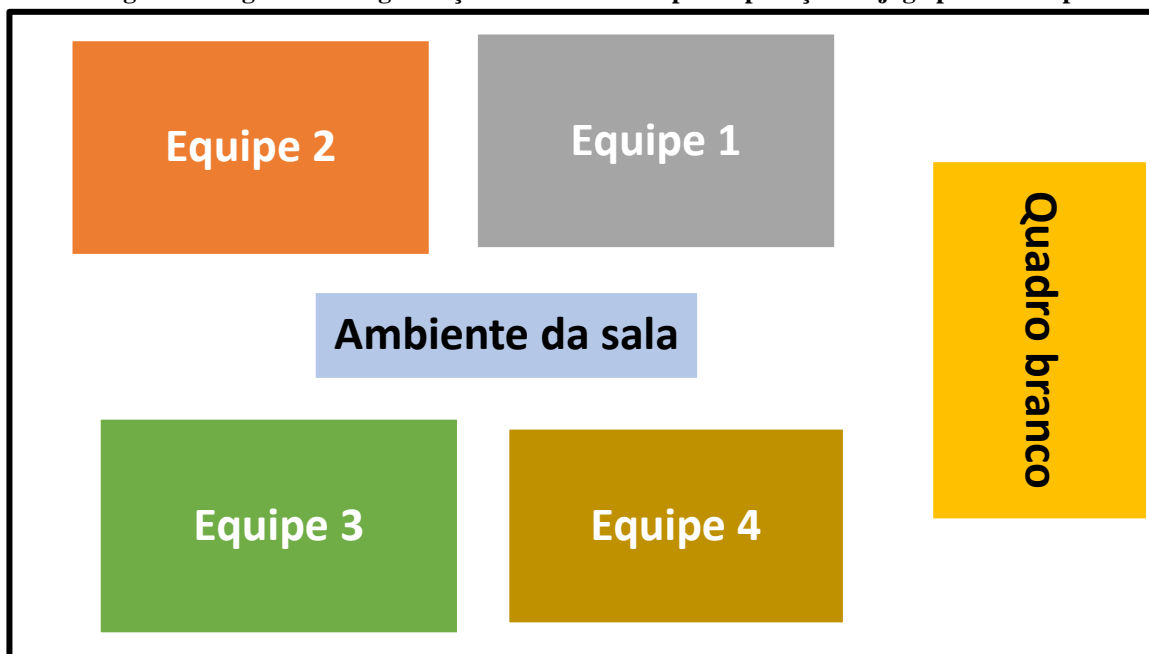 Equipe 2
Equipe 1
Quadro branco
Ambiente da sala
Equipe 3
Equipe 4